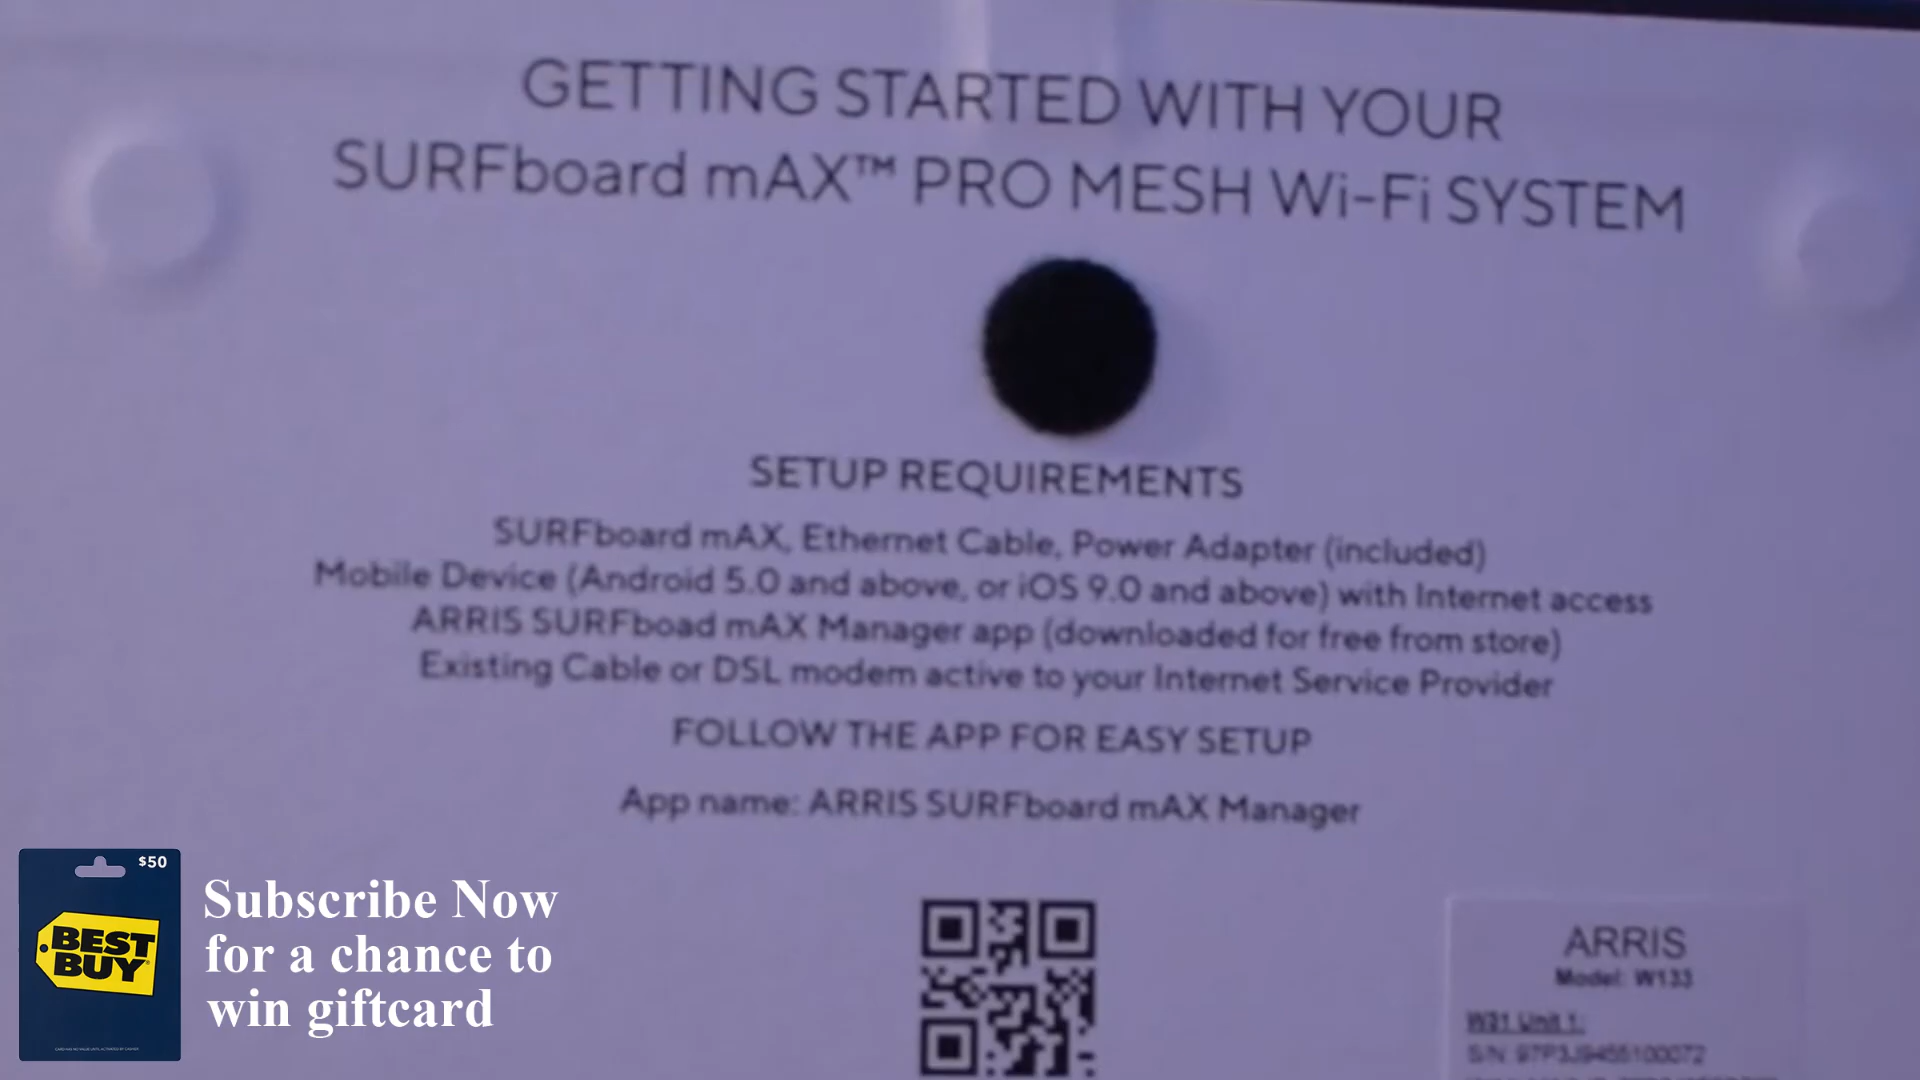 GETTING STARTED WITH YOUR
SURFboard mAX™ PRO MESH Wi-Fi SYSTEM
SETUP REQUIREMENTS
SURFboard mAX, Ethernet Cable, Power Adapter (included)
Mobile Device (Android 5.0 and above, or iOS 9.0 and above) with Internet access
ARRIS SURFboad mAX Manager app (downloaded for free from store)
Existing Cable or DSL modem active to your Internet Service Provider
FOLLOW THE APP FOR EASY SETUP
App name: ARRIS SURFboard mAX Manager
$50
BEST
BUY
Subscribe Now
for a chance to
win giftcard
ARRIS
Model: W133
W31 Unit 1:
S/N: 97P3J9455100072